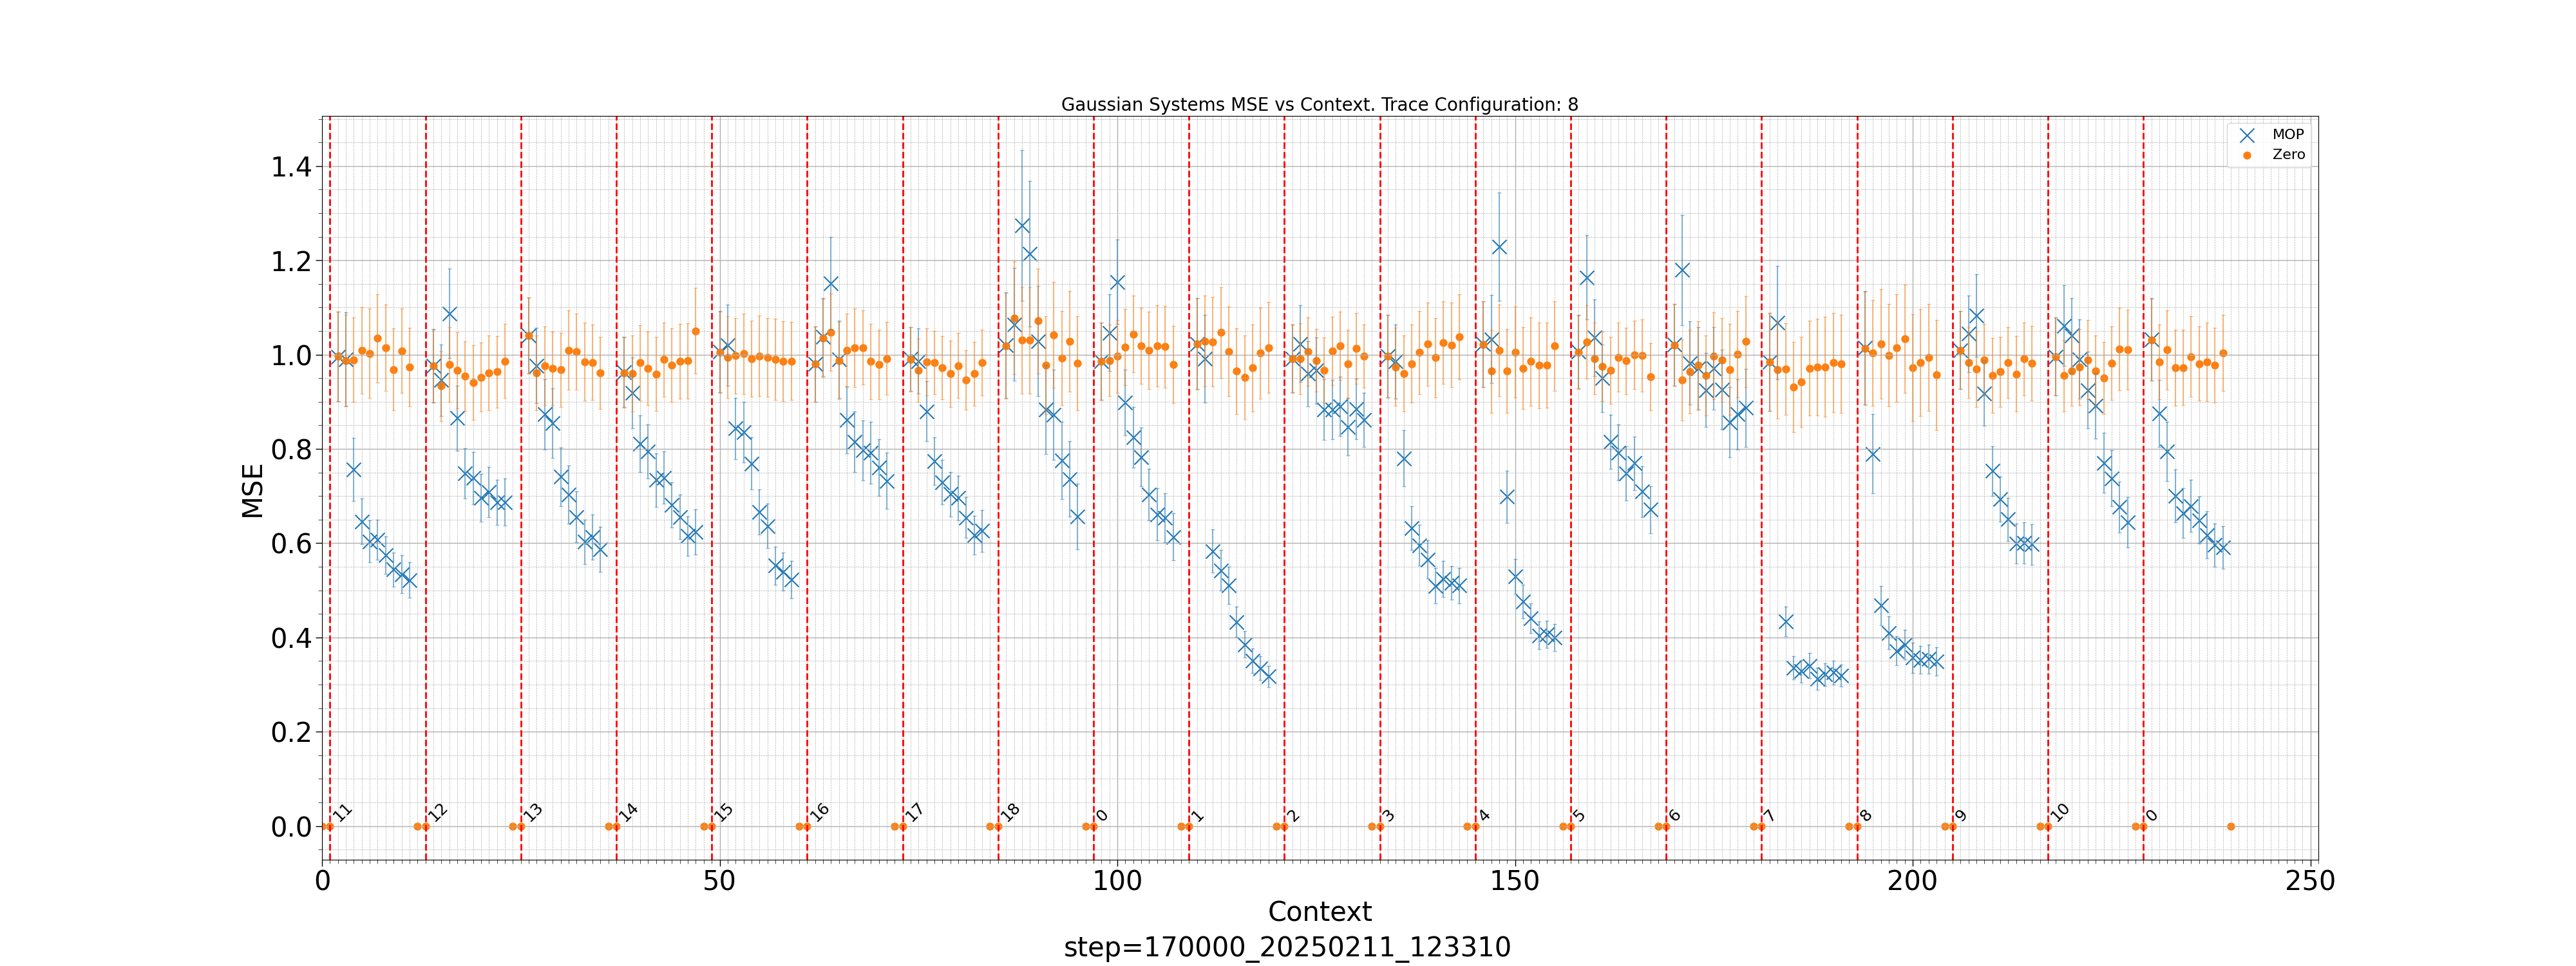 Gaussian Systems MSE vs Context. Trace Configuration: 8
MOP
Zero
MSE
1.4
1.2
1.0
0.8
0.6
0.4
0.2
0.0
11 12 13 14 15 16 17 18 0 1 2 3 4 5 6 7 8 9 10 0
0 50 100 150 200 250
Context
step=170000_20250211_123310